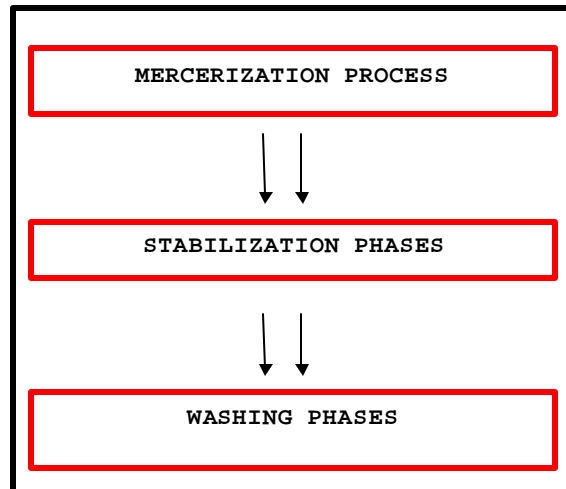 MERCERIZATION PROCESS
STABILIZATION PHASES
WASHING PHASES